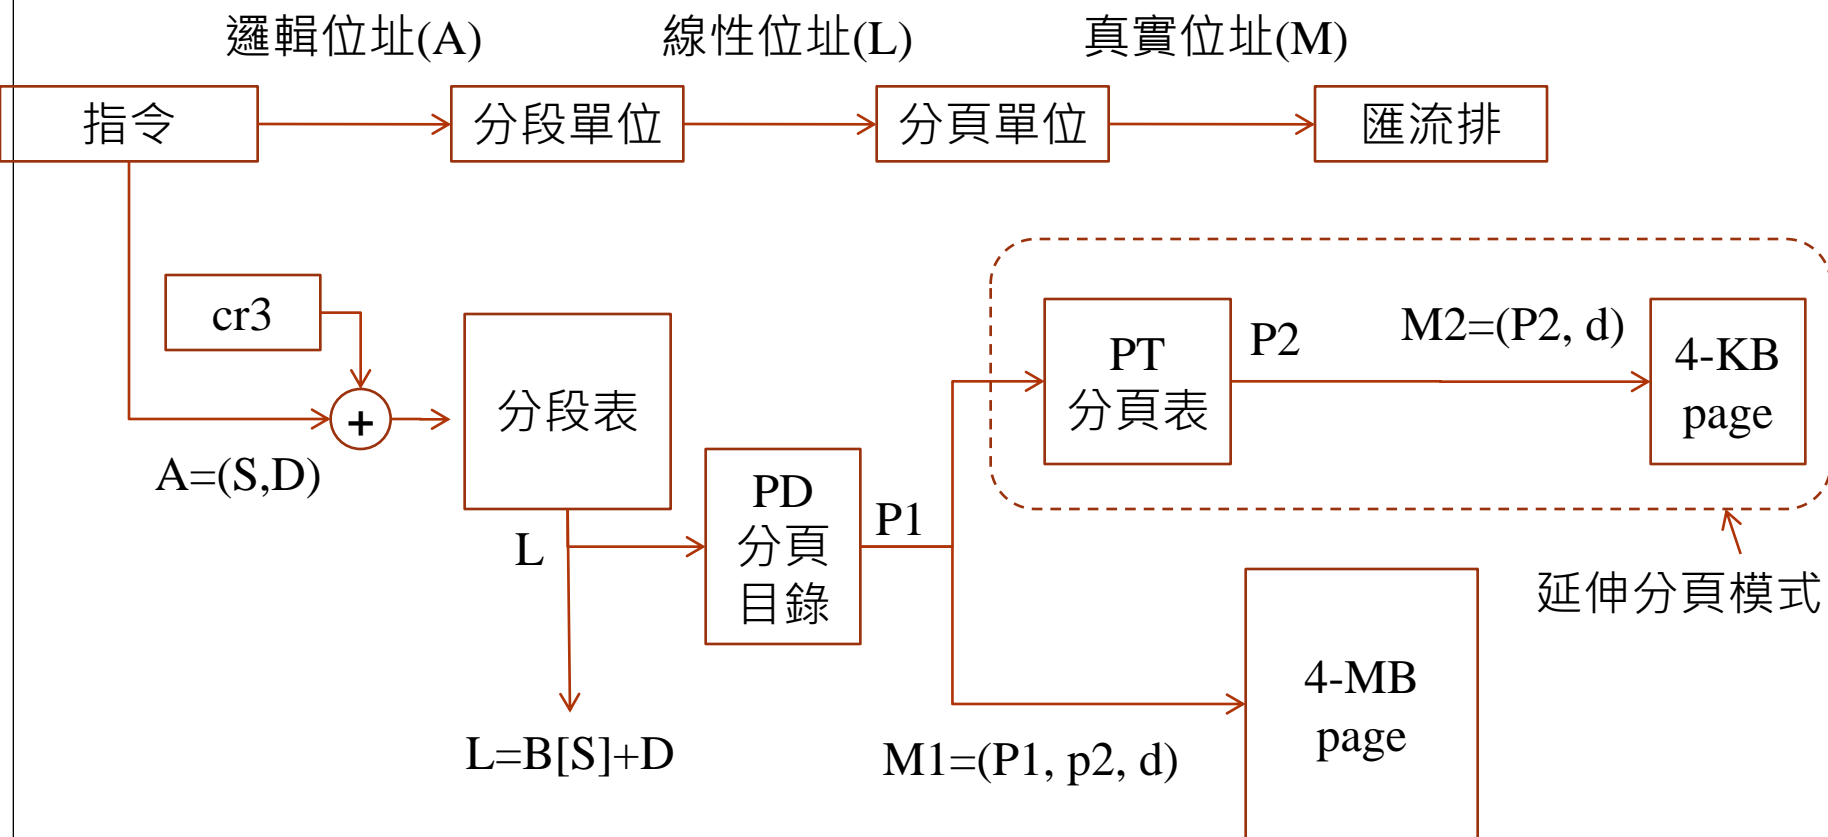 邏輯位址(A)
線性位址(L)
真實位址(M)
指令
分段單位
分頁單位
匯流排
cr3
+
A=(S,D)
分段表
L
L=B[S]+D
PD
分頁
目錄
P1
PT
分頁表
P2
M2=(P2, d)
4-KB
page
延伸分頁模式
M1=(P1, p2, d)
4-MB
page